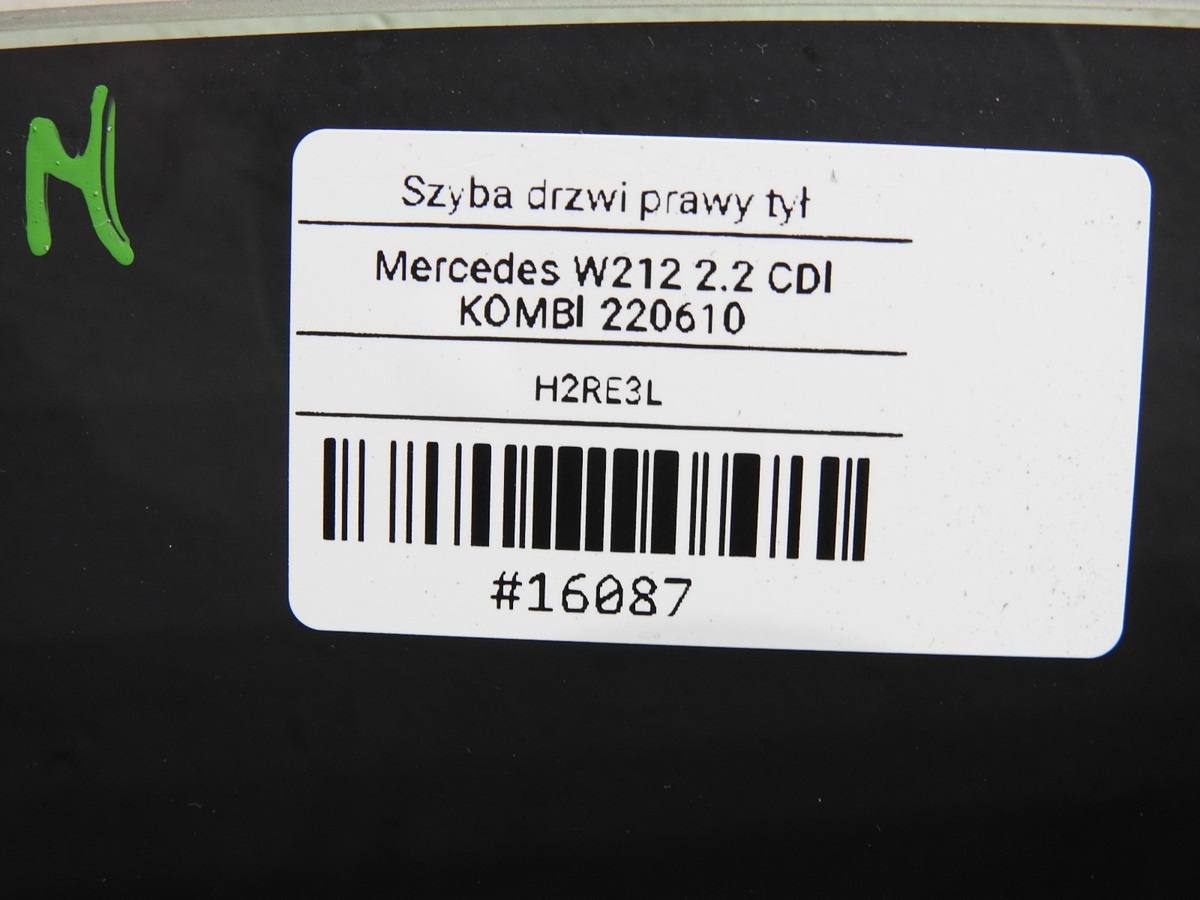 N
Szyba drzwi prawy tył
Mercedes W212 2.2 CDI
KOMBI 220610
H2RE3L
#16087